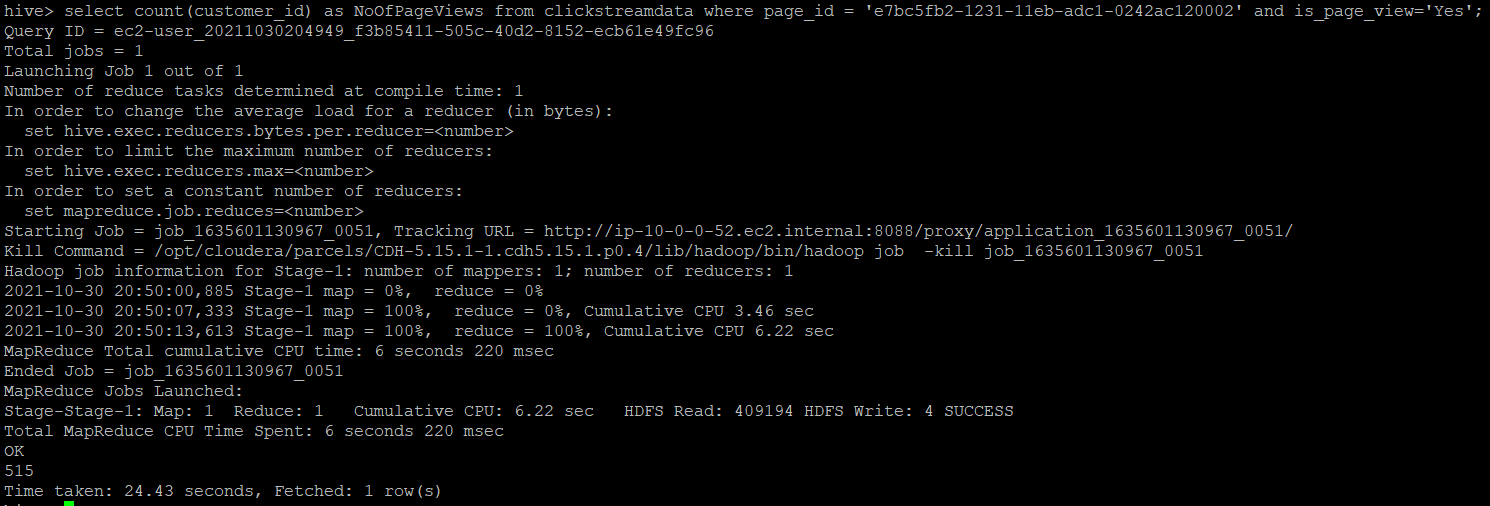 hive> select count(customer_id) as NoOfPageViews from clickstreamdata where page_id = 'e7bc5fb2-1231-11eb-adc1-0242ac120002' and is_page_view='Yes';
Query ID = ec2-user_20211030204949_f3b85411-505c-40d2-8152-ecb61e49fc96
Total jobs = 1
Launching Job 1 out of 1
Number of reduce tasks determined at compile time: 1
In order to change the average load for a reducer (in bytes):
  set hive.exec.reducers.bytes.per.reducer=<number>
In order to limit the maximum number of reducers:
  set hive.exec.reducers.max=<number>
In order to set a constant number of reducers:
  set mapreduce.job.reduces=<number>
Starting Job = job_1635601130967_0051, Tracking URL = http://ip-10-0-0-52.ec2.internal:8088/proxy/application_1635601130967_0051/
Kill Command = /opt/cloudera/parcels/CDH-5.15.1-1.cdh5.15.1.p0.4/lib/hadoop/bin/hadoop job  -kill job_1635601130967_0051
Hadoop job information for Stage-1: number of mappers: 1; number of reducers: 1
2021-10-30 20:50:00,885 Stage-1 map = 0%,  reduce = 0%
2021-10-30 20:50:07,333 Stage-1 map = 100%,  reduce = 0%, Cumulative CPU 3.46 sec
2021-10-30 20:50:13,613 Stage-1 map = 100%,  reduce = 100%, Cumulative CPU 6.22 sec
MapReduce Total cumulative CPU time: 6 seconds 220 msec
Ended Job = job_1635601130967_0051
MapReduce Jobs Launched:
Stage-Stage-1: Map: 1  Reduce: 1   Cumulative CPU: 6.22 sec   HDFS Read: 409194 HDFS Write: 4 SUCCESS
Total MapReduce CPU Time Spent: 6 seconds 220 msec
OK
515
Time taken: 24.43 seconds, Fetched: 1 row(s)